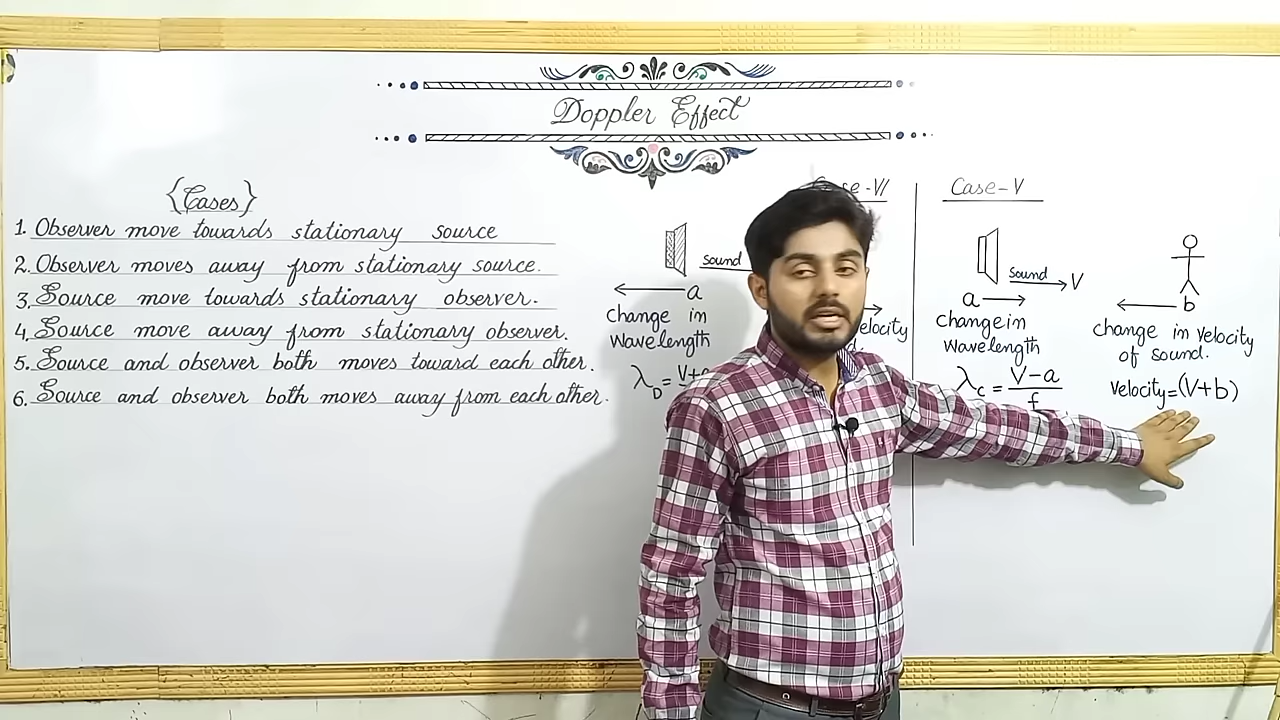 Doppler Effect
{Cases}
1. Observer move towards stationary source
2. Observer moves away from stationary source.
3. Source move towards stationary observer.
4. Source move away from stationary observer.
5. Source and observer both moves toward each other.
6. Source and observer both moves away from each other.
Case-VI
sound
a
change in
wavelength
λD = V+
velocity
Case-V
sound
V
a
change in
wavelength
λc = V-a
f
b
change in velocity
of sound.
velocity=(V+b)